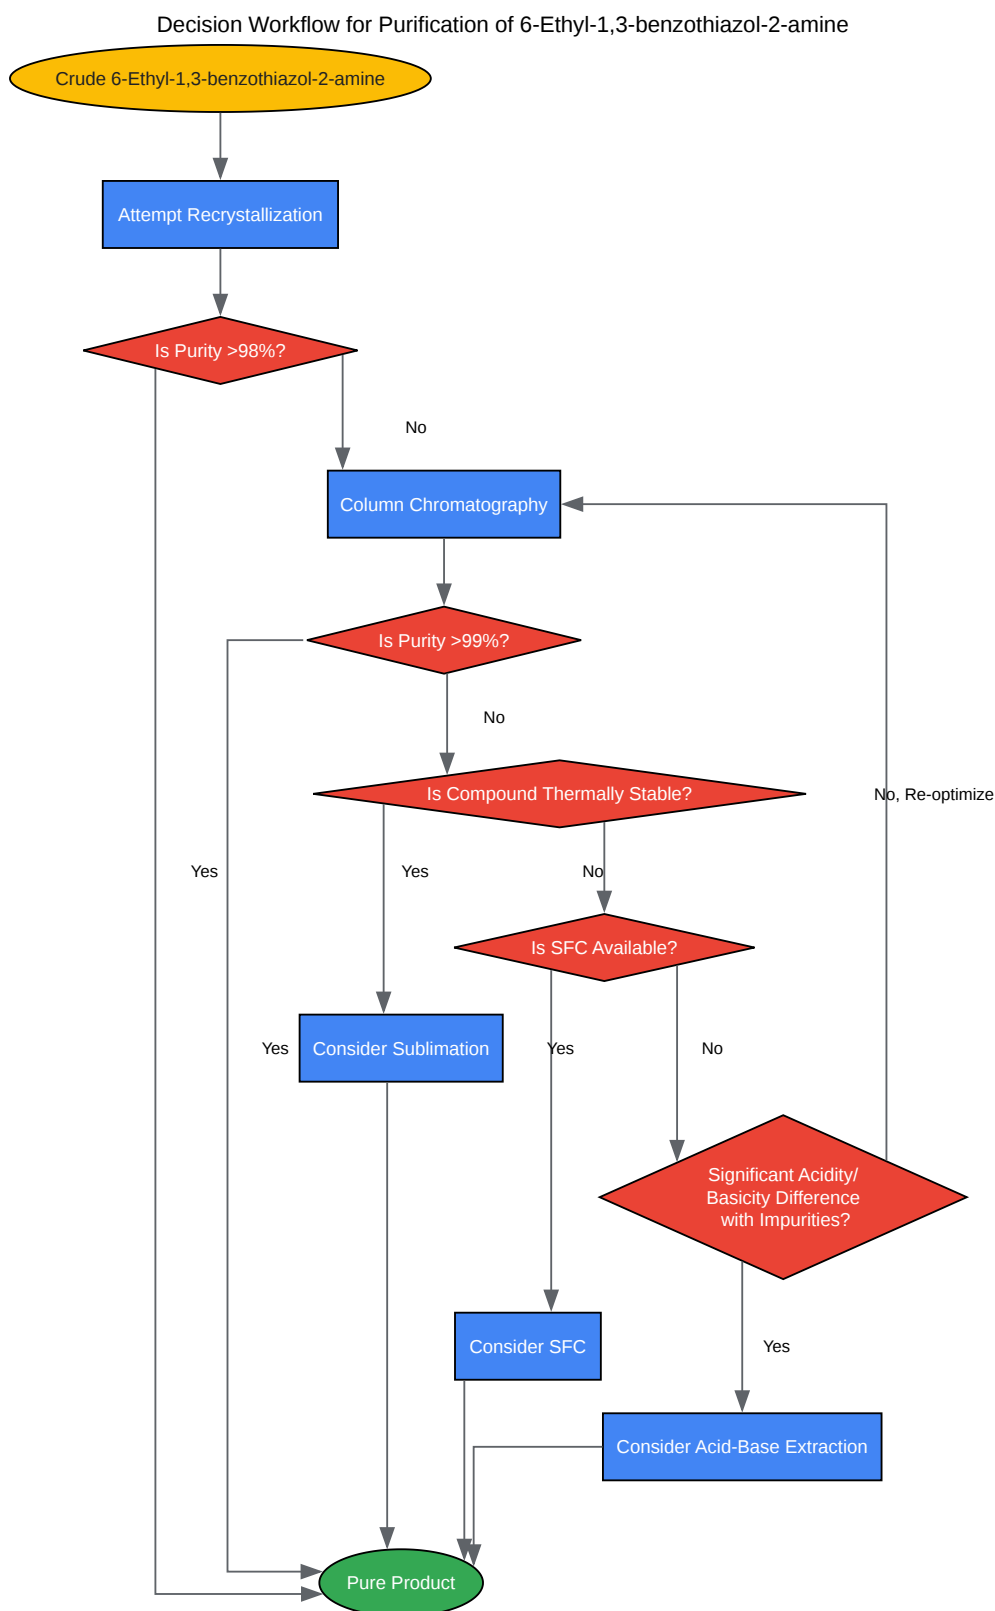 Decision Workflow for Purification of 6-Ethyl-1,3-benzothiazol-2-amine
Crude 6-Ethyl-1,3-benzothiazol-2-amine
Attempt Recrystallization
Is Purity >98%?
No
Column Chromatography
Is Purity >99%?
No
Is Compound Thermally Stable?
No, Re-optimize
Yes
Yes
No
Is SFC Available?
Yes
Consider Sublimation
Yes
No
Significant Acidity/
Basicity Difference
with Impurities?
Consider SFC
Yes
Consider Acid-Base Extraction
Pure Product